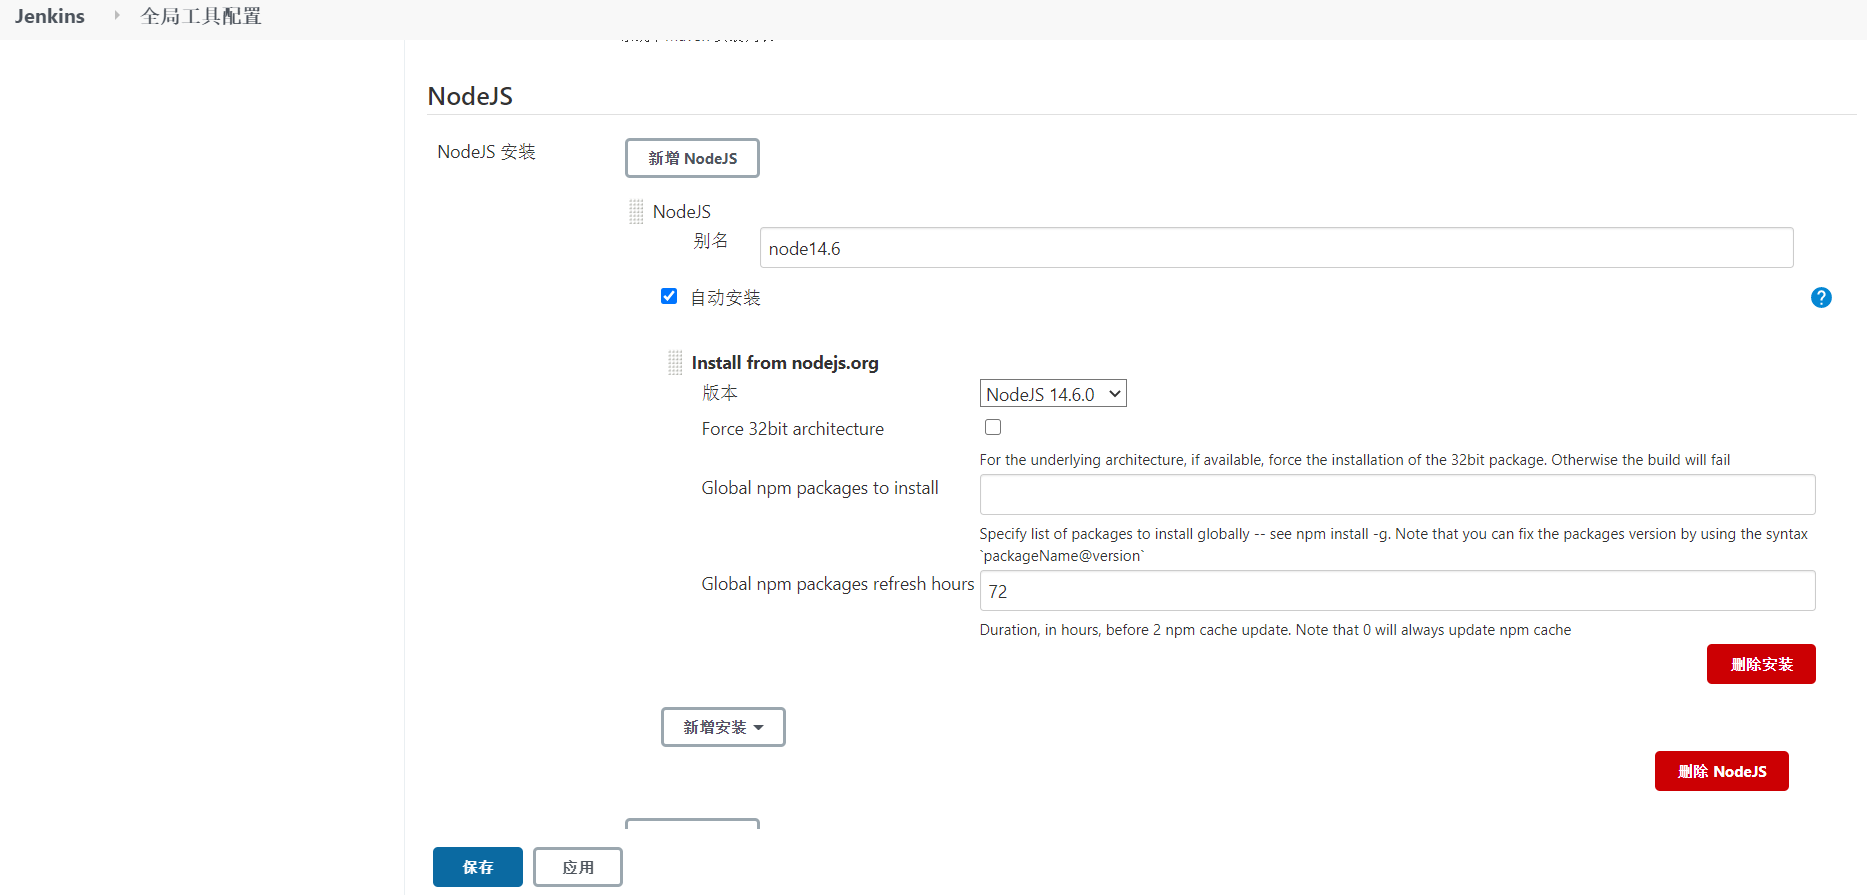 Jenkins 全局工具配置
NodeJS
NodeJS 安装
新增 NodeJS
NodeJS
别名
node14.6
自动安装
?
Install from nodejs.org
版本
NodeJS 14.6.0
Force 32bit architecture
For the underlying architecture, if available, force the installation of the 32bit package. Otherwise the build will fail
Global npm packages to install
Specify list of packages to install globally -- see npm install -g. Note that you can fix the packages version by using the syntax
`packageName@version`
Global npm packages refresh hours
72
Duration, in hours, before 2 npm cache update. Note that 0 will always update npm cache
删除安装
新增安装
删除 NodeJS
保存
应用